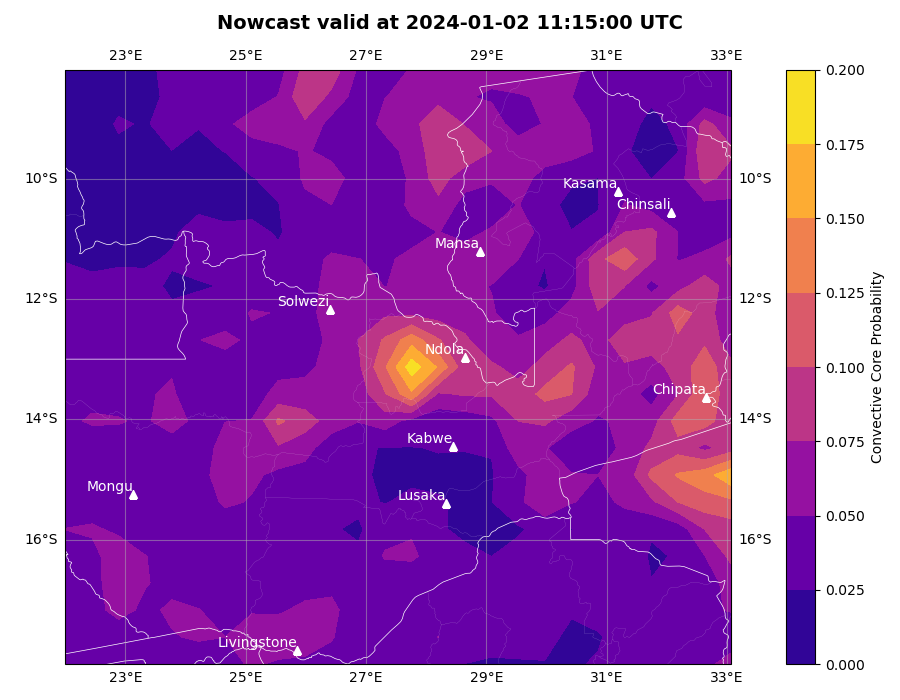 Nowcast valid at 2024-01-02 11:15:00 UTC
23°E 25°E 27°E 29°E 31°E 33°E
10°S 10°S
12°S 12°S
14°S 14°S
16°S 16°S
Kasama
Chinsali
Mansa
Solwezi
Ndola
Chipata
Kabwe
Mongu
Lusaka
Livingstone
23°E 25°E 27°E 29°E 31°E 33°E
0.200
0.175
0.150
0.125
0.100
0.075
0.050
0.025
0.000
Convective Core Probability